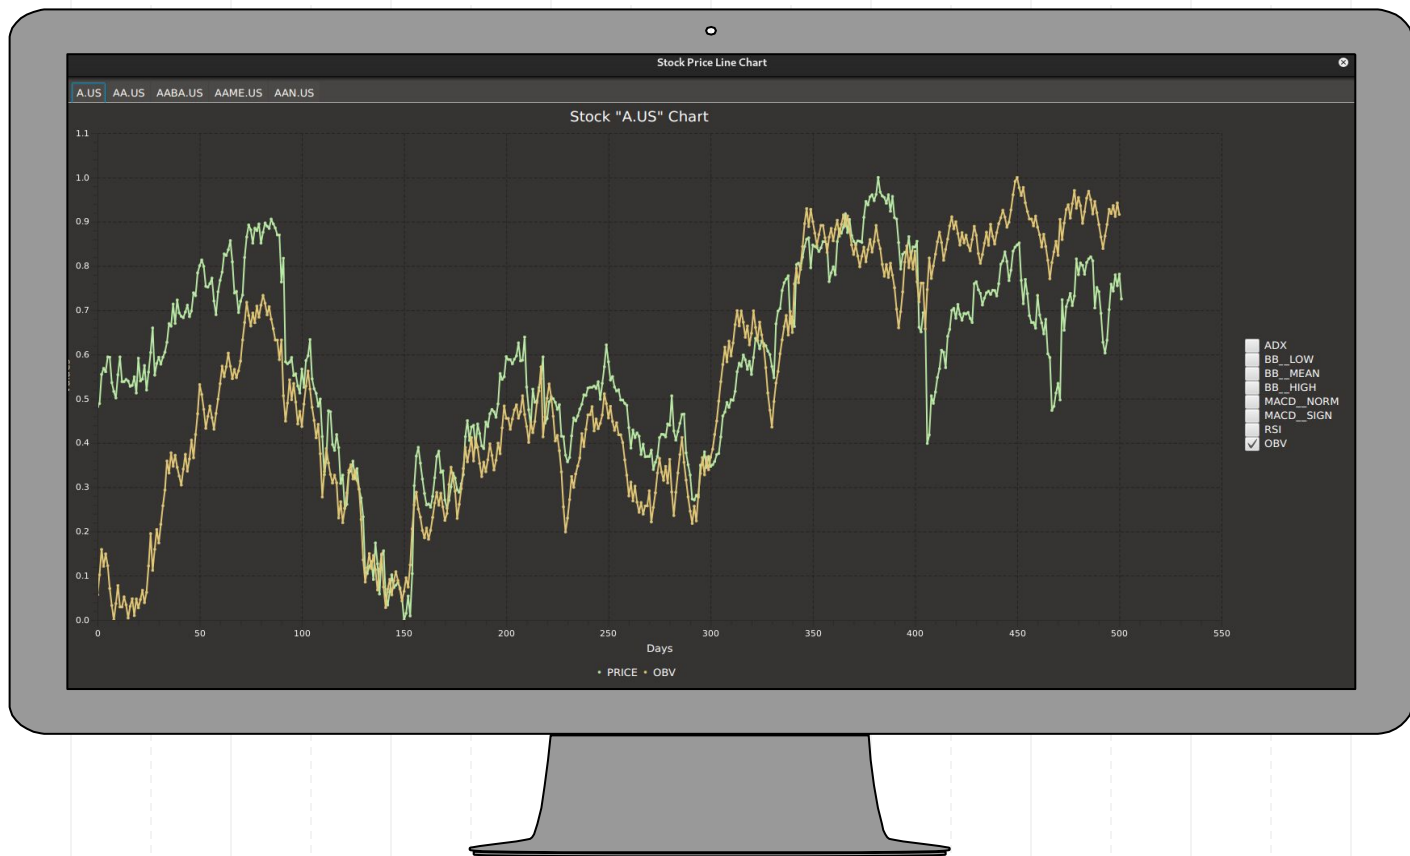 Stock Price Line Chart
A.US AA.US AABA.US AAME.US AAN.US
Stock "A.US" Chart
1.1
1.0
0.9
0.8
0.7
0.6
0.5
0.4
0.3
0.2
0.1
0.0
0 50 100 150 200 250 300 350 400 450 500 550
Days
• PRICE • OBV
ADX
BB__LOW
BB__MEAN
BB__HIGH
MACD__NORM
MACD__SIGN
RSI
OBV